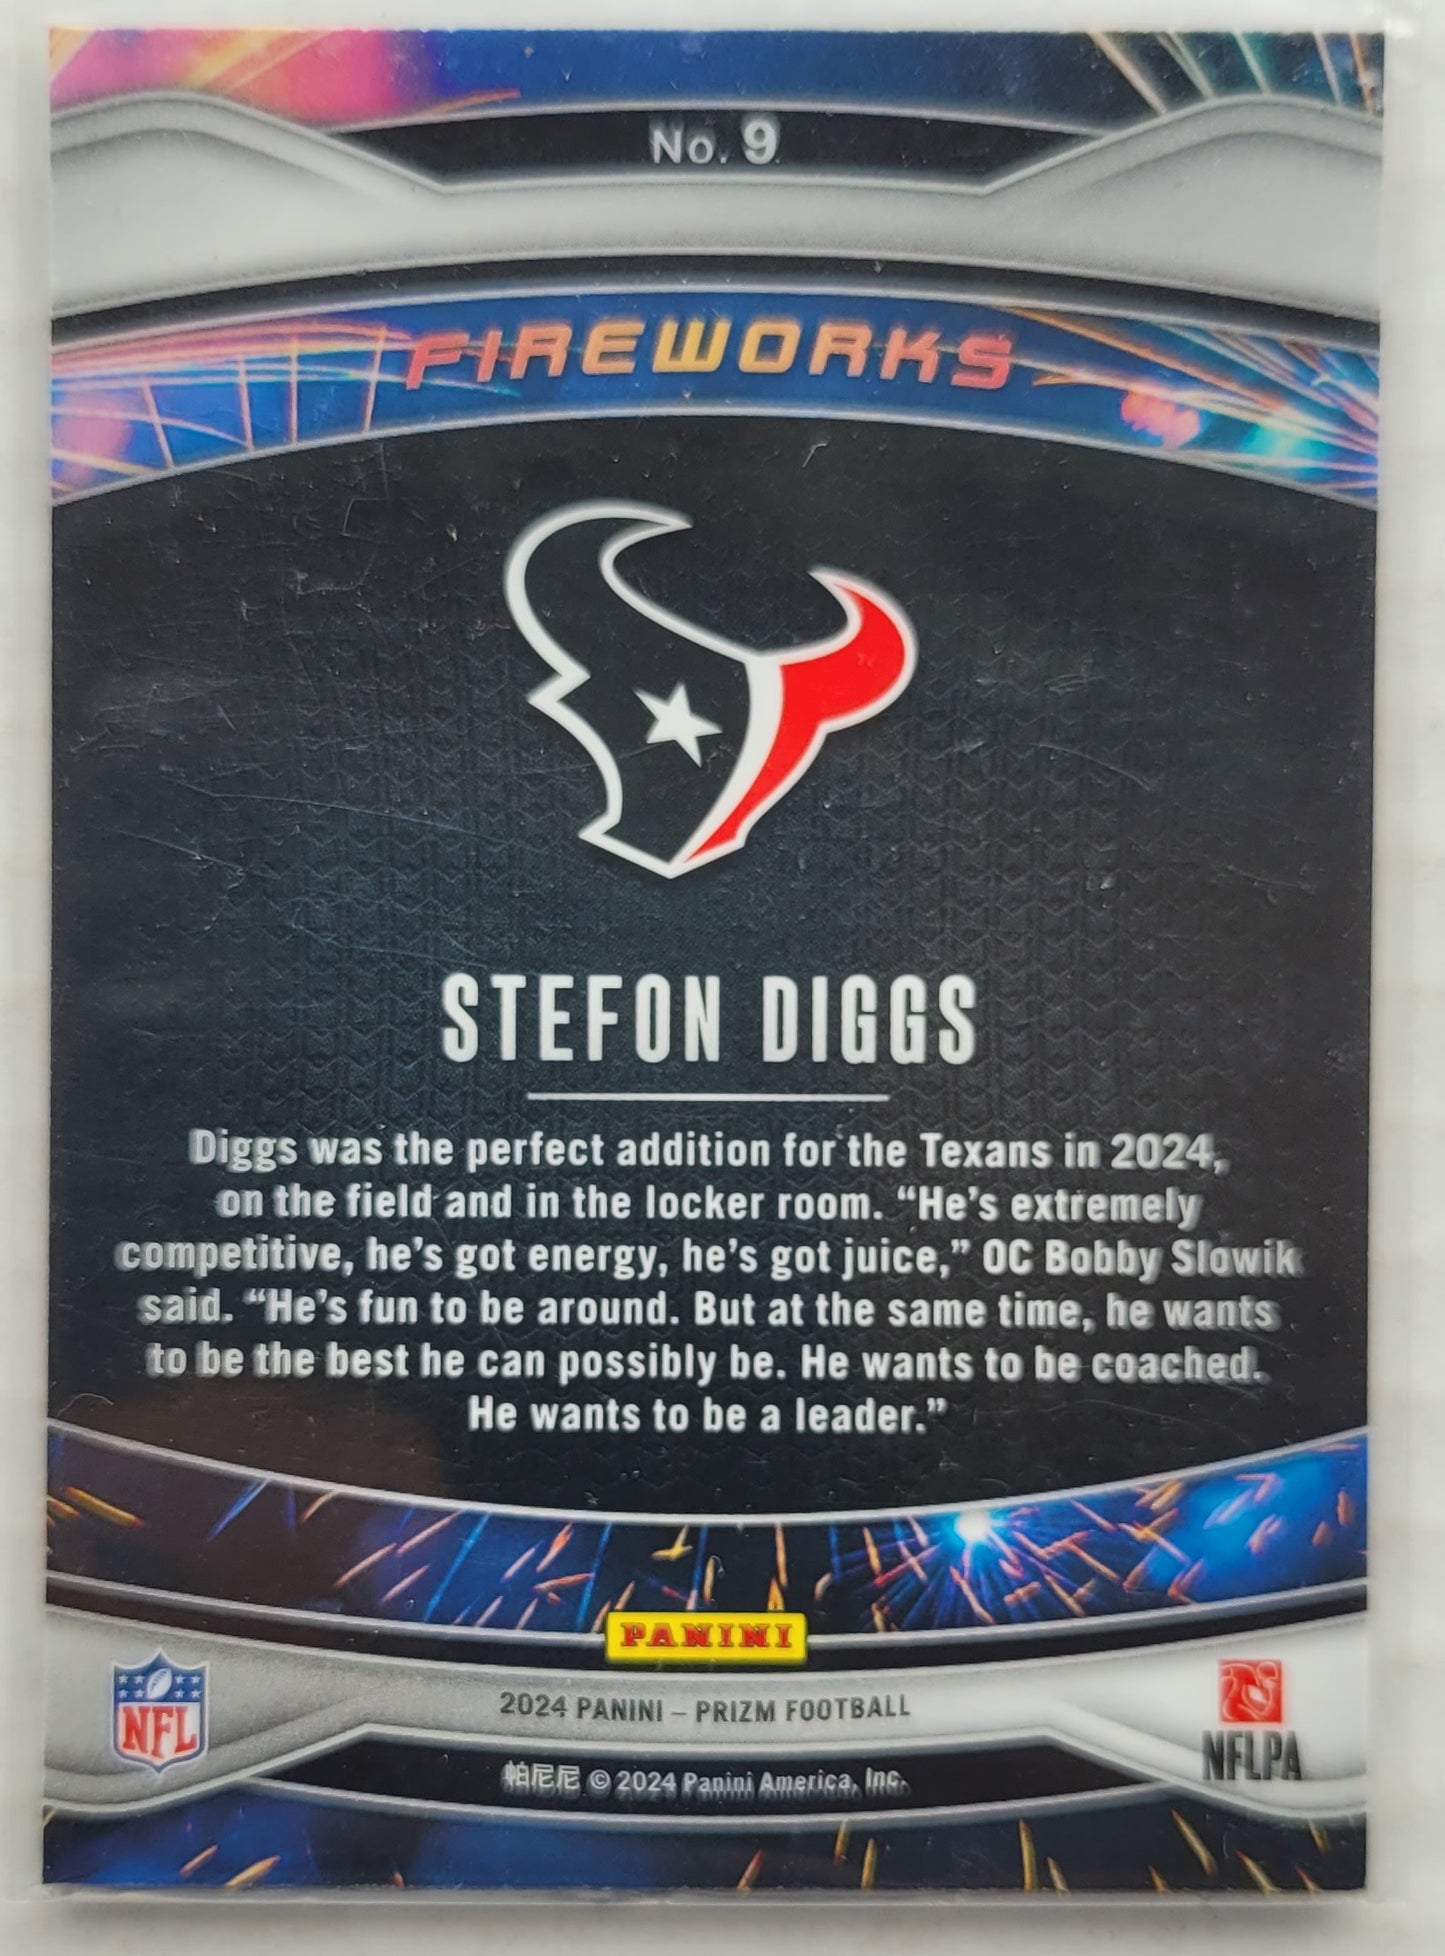 No. 9
FIREWORKS
STEFON DIGGS
Diggs was the perfect addition for the Texans in 2024,
on the field and in the locker room. “He’s extremely
competitive, he’s got energy, he’s got juice,” OC Bobby Slowik
said. “He’s fun to be around. But at the same time, he wants
to be the best he can possibly be. He wants to be coached.
He wants to be a leader.”
PANINI
NFL
2024 PANINI – PRIZM FOOTBALL
NFLPA
帕尼尼 © 2024 Panini America, Inc.